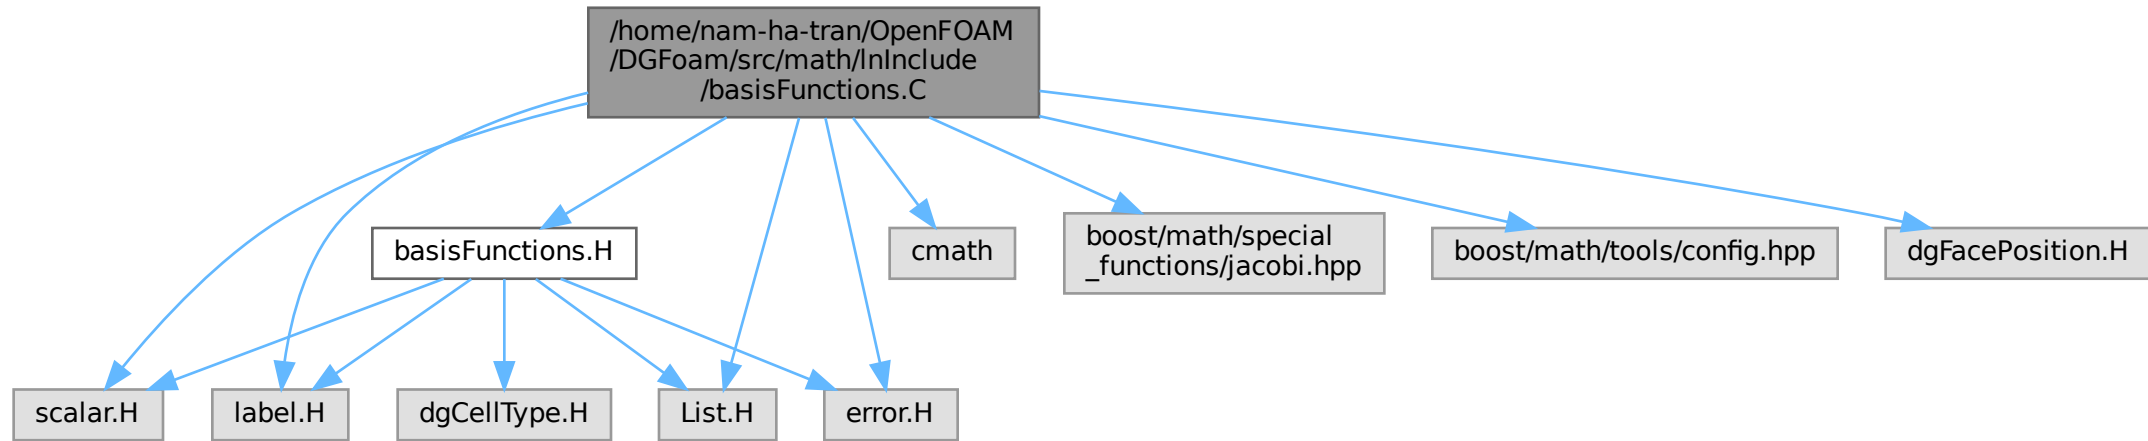 /home/nam-ha-tran/OpenFOAM
/DGFoam/src/math/lnInclude
/basisFunctions.C
basisFunctions.H
cmath
boost/math/special
_functions/jacobi.hpp
boost/math/tools/config.hpp
dgFacePosition.H
scalar.H
label.H
dgCellType.H
List.H
error.H